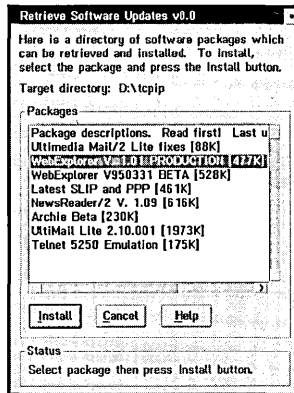 Retrieve Software Updates v0.0
Here is a directory of software packages which
can be retrieved and installed. To install,
select the package and press the Install button.
Target directory: D:\tcpip
Packages
Package descriptions. Read first! Last u
Ultimedia Mail/2 Lite fixes [88K]
WebExplorer V. 1.01 PRODUCTION [477K]
WebExplorer V950331 BETA [528K]
Latest SLIP and PPP [461K]
NewsReader/2 V. 1.09 [616K]
Archie Beta [230K]
UltiMail Lite 2.10.001 [1973K]
Telnet 5250 Emulation [175K]
Install Cancel Help
Status
Select package then press Install button.